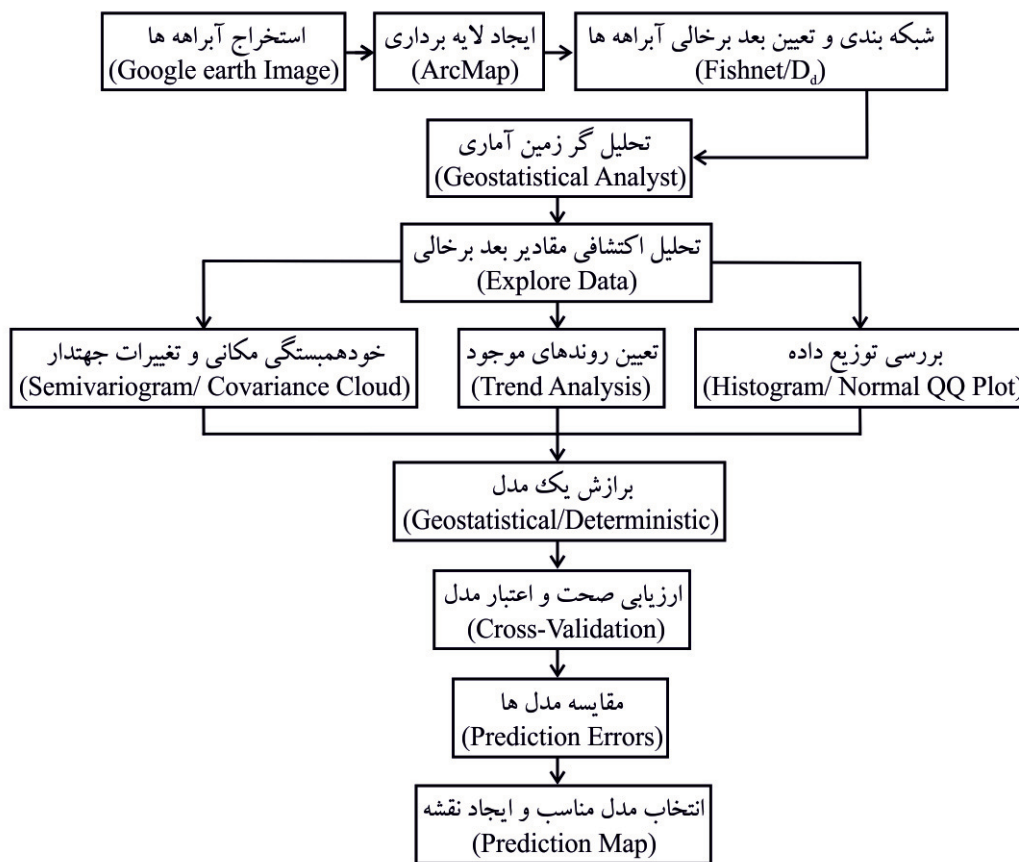 استخراج آبراهه ها
(Google earth Image)
ایجاد لایه برداری
(ArcMap)
شبکه بندی و تعیین بعد برخالی آبراهه ها
(Fishnet/D_d)
تحلیل گر زمین آماری
(Geostatistical Analyst)
تحلیل اکتشافی مقادیر بعد برخالی
(Explore Data)
خودهمبستگی مکانی و تغییرات جهتدار
(Semivariogram/ Covariance Cloud)
تعیین روندهای موجود
(Trend Analysis)
بررسی توزیع داده
(Histogram/ Normal QQ Plot)
برازش یک مدل
(Geostatistical/Deterministic)
ارزیابی صحت و اعتبار مدل
(Cross-Validation)
مقایسه مدل ها
(Prediction Errors)
انتخاب مدل مناسب و ایجاد نقشه
(Prediction Map)